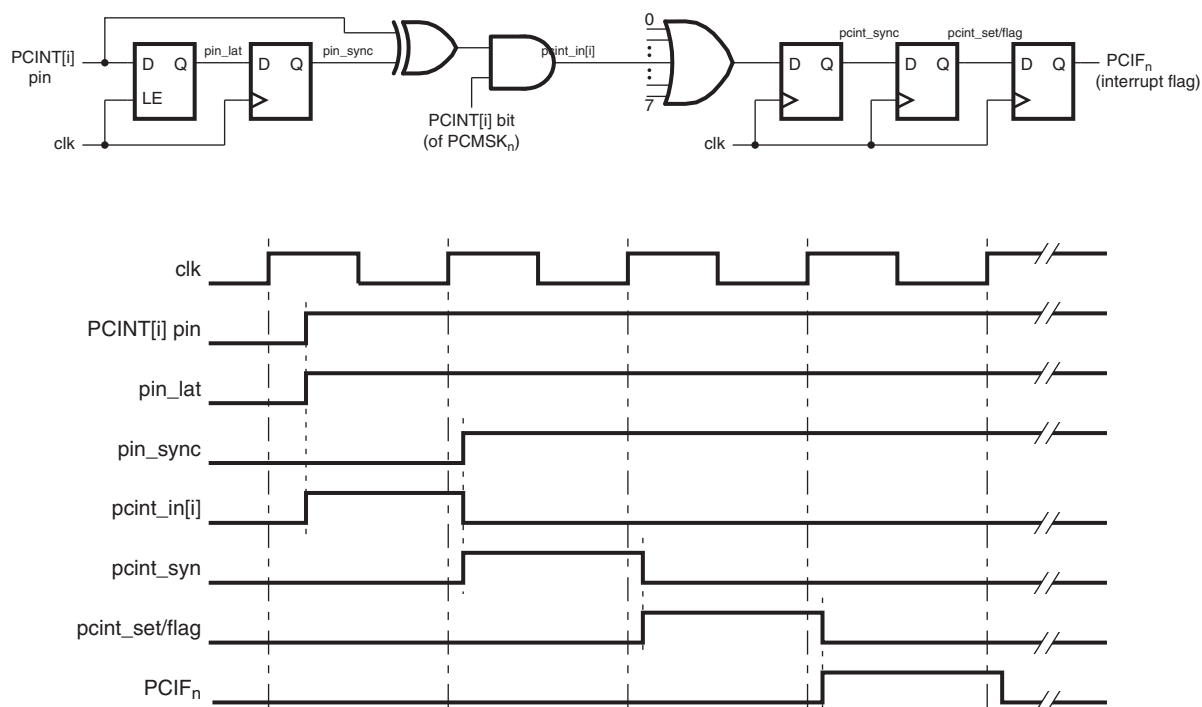 PCINT[i]
pin
D Q
LE
clk
pin_lat
D Q
pin_sync
PCINT[i] bit
(of PCMSKn)
pcint_in[i]
0
7
clk
D Q
pcint_sync
D Q
pcint_set/flag
D Q
PCIFn
(interrupt flag)
clk
PCINT[i] pin
pin_lat
pin_sync
pcint_in[i]
pcint_syn
pcint_set/flag
PCIFn